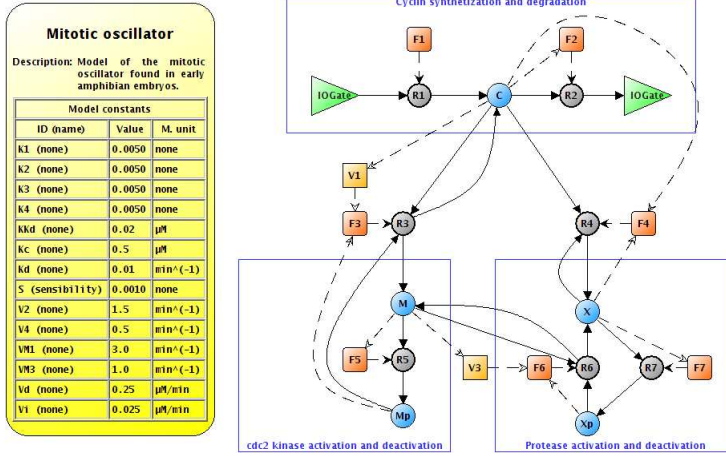 Mitotic oscillator
Description: Model of the mitotic
oscillator found in early
amphibian embryos.
Model constants
ID (name) Value M. unit
K1 (none) 0.0050 none
K2 (none) 0.0050 none
K3 (none) 0.0050 none
K4 (none) 0.0050 none
KKd (none) 0.02 µM
Kc (none) 0.5 µM
Kd (none) 0.01 min^(-1)
S (sensibility) 0.0010 none
V2 (none) 1.5 min^(-1)
V4 (none) 0.5 min^(-1)
VM1 (none) 3.0 min^(-1)
VM3 (none) 1.0 min^(-1)
Vd (none) 0.25 µM/min
Vi (none) 0.025 µM/min
Cyclin synthetization and degradation
F1 F2
IOGate R1 C R2 IOGate
V1
F3 R3 R4 F4
M X
F5 R5 V3 F6 R6 R7 F7
Mp Xp
cdc2 kinase activation and deactivation
Protease activation and deactivation